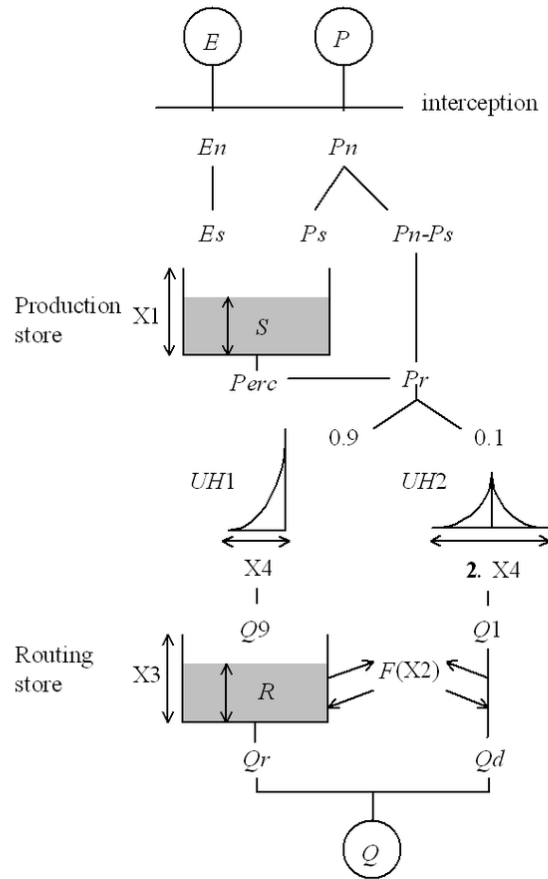 E P
interception
En Pn
Es Ps Pn-Ps
Production store X1 S
Perc Pr
0.9 0.1
UH1 UH2
X4 2. X4
Q9 Q1
Routing store X3 R F(X2)
Qr Qd
Q